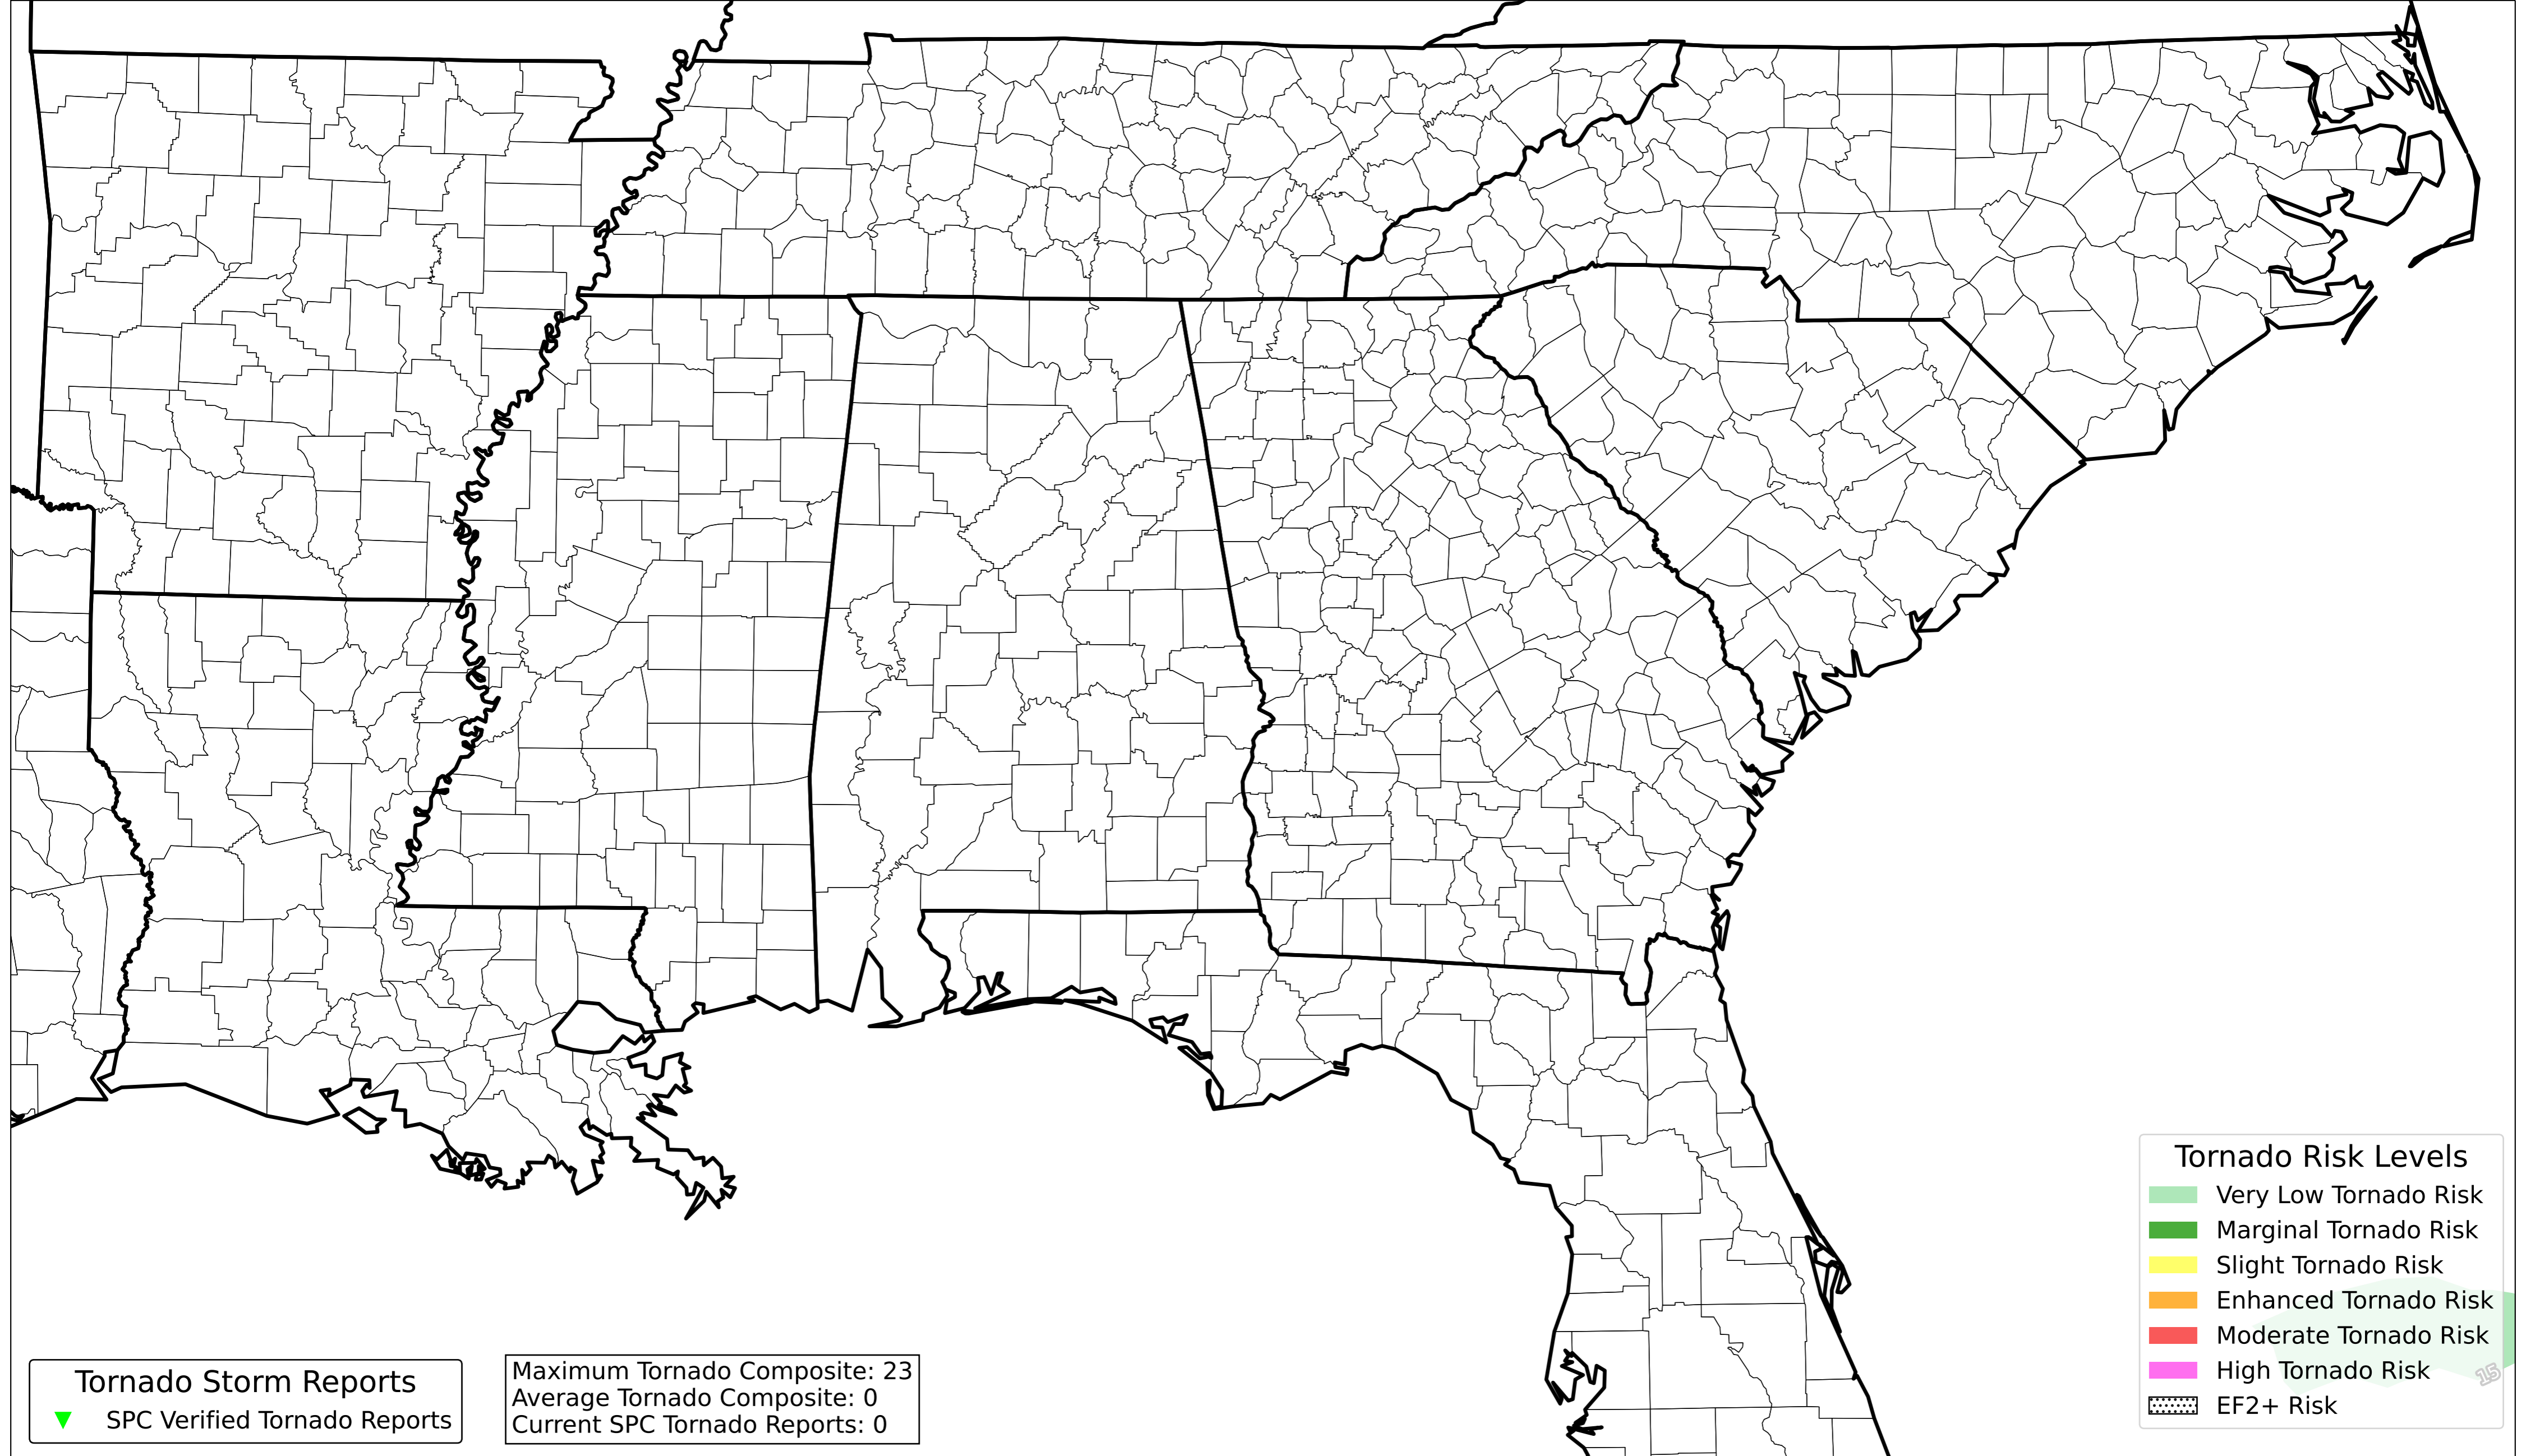 Tornado Risk Levels
Very Low Tornado Risk
Marginal Tornado Risk
Slight Tornado Risk
Enhanced Tornado Risk
Moderate Tornado Risk
High Tornado Risk
15
EF2+ Risk
Tornado Storm Reports
SPC Verified Tornado Reports
Maximum Tornado Composite: 23
Average Tornado Composite: 0
Current SPC Tornado Reports: 0